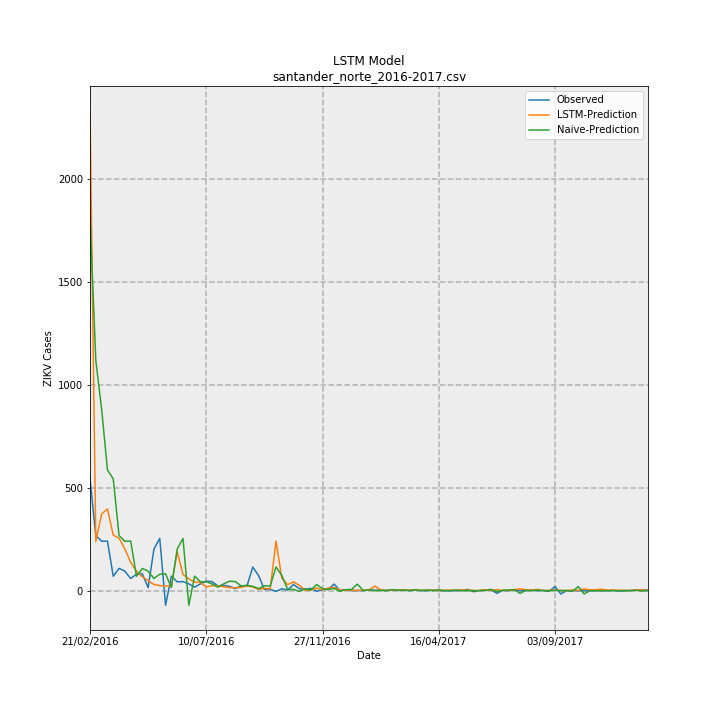 LSTM Model
santander_norte_2016-2017.csv
Observed
LSTM-Prediction
Naive-Prediction
ZIKV Cases
2000
1500
1000
500
0
21/02/2016
10/07/2016
27/11/2016
16/04/2017
03/09/2017
Date